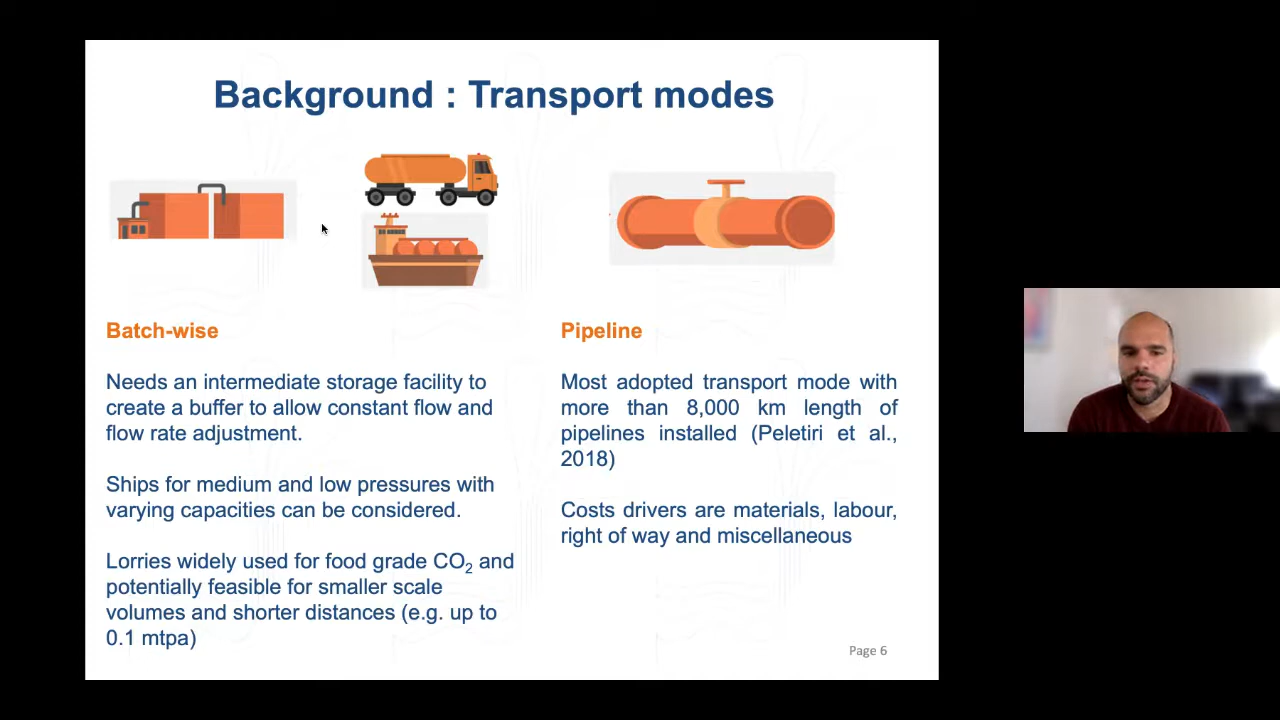 Background : Transport modes
Batch-wise
Needs an intermediate storage facility to
create a buffer to allow constant flow and
flow rate adjustment.
Ships for medium and low pressures with
varying capacities can be considered.
Lorries widely used for food grade CO₂ and
potentially feasible for smaller scale
volumes and shorter distances (e.g. up to
0.1 mtpa)
Pipeline
Most adopted transport mode with
more than 8,000 km length of
pipelines installed (Peletiri et al.,
2018)
Costs drivers are materials, labour,
right of way and miscellaneous
Page 6